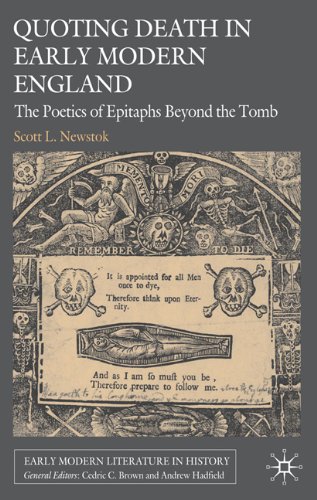 QUOTING DEATH IN
EARLY MODERN
ENGLAND
The Poetics of Epitaphs Beyond the Tomb
Scott L. Newstok
MEMENTO MORI
REMEMBER TO DIE
It is appointed for all Men
once to dye,
Therefore think upon Eter-
nity.
And as I am so must you be,
Therefore prepare to follow me.
EARLY MODERN LITERATURE IN HISTORY
General Editors: Cedric C. Brown and Andrew Hadfield